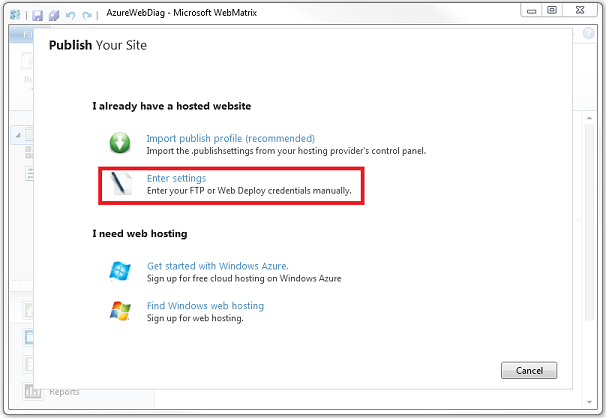 AzureWebDiag - Microsoft WebMatrix
Publish Your Site
I already have a hosted website
Import publish profile (recommended)
Import the .publishsettings from your hosting provider's control panel.
Enter settings
Enter your FTP or Web Deploy credentials manually.
I need web hosting
Get started with Windows Azure.
Sign up for free cloud hosting on Windows Azure
Find Windows web hosting
Sign up for web hosting.
Cancel
Reports